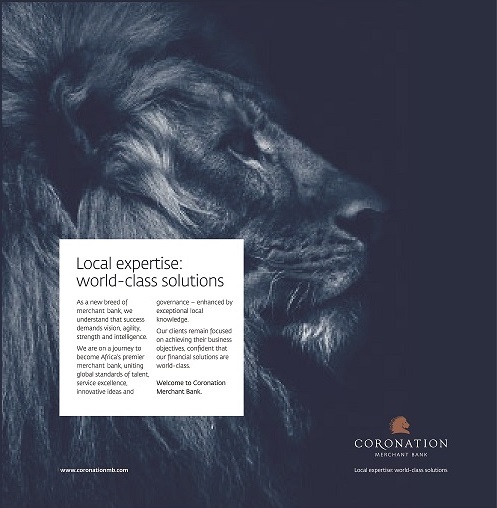 Local expertise:
world-class solutions
As a new breed of
merchant bank, we
understand that success
demands vision, agility,
strength and intelligence.
We are on a journey to
become Africa's premier
merchant bank, uniting
global standards of talent,
service excellence,
innovative ideas and
governance – enhanced by
exceptional local
knowledge.
Our clients remain focused
on achieving their business
objectives, confident that
our financial solutions are
world-class.
Welcome to Coronation
Merchant Bank.
CORONATION
MERCHANT BANK
www.coronationmb.com
Local expertise: world-class solutions